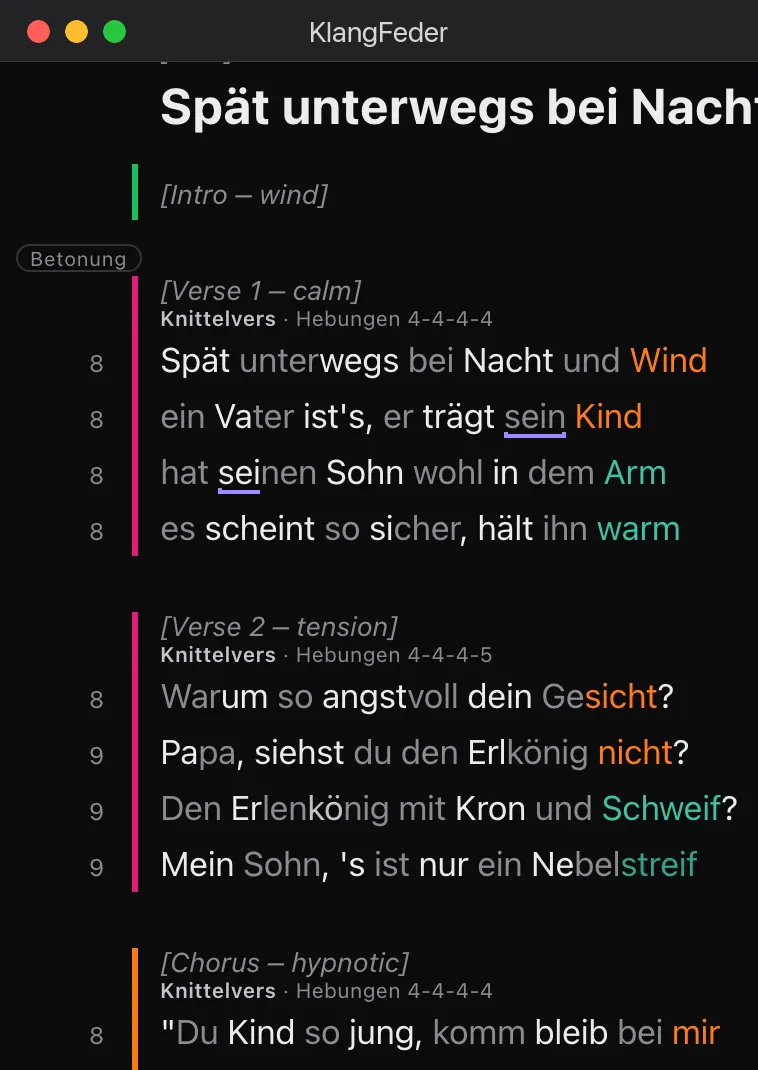 KlangFeder
Spät unterwegs bei Nacht
[Intro – wind]
Betonung
[Verse 1 – calm]
Knittelvers · Hebungen 4-4-4-4
8 Spät unterwegs bei Nacht und Wind
8 ein Vater ist's, er trägt sein Kind
8 hat seinen Sohn wohl in dem Arm
8 es scheint so sicher, hält ihn warm
[Verse 2 – tension]
Knittelvers · Hebungen 4-4-4-5
8 Warum so angstvoll dein Gesicht?
9 Papa, siehst du den Erlkönig nicht?
9 Den Erlenkönig mit Kron und Schweif?
9 Mein Sohn, 's ist nur ein Nebelstreif
[Chorus – hypnotic]
Knittelvers · Hebungen 4-4-4-4
8 "Du Kind so jung, komm bleib bei mir